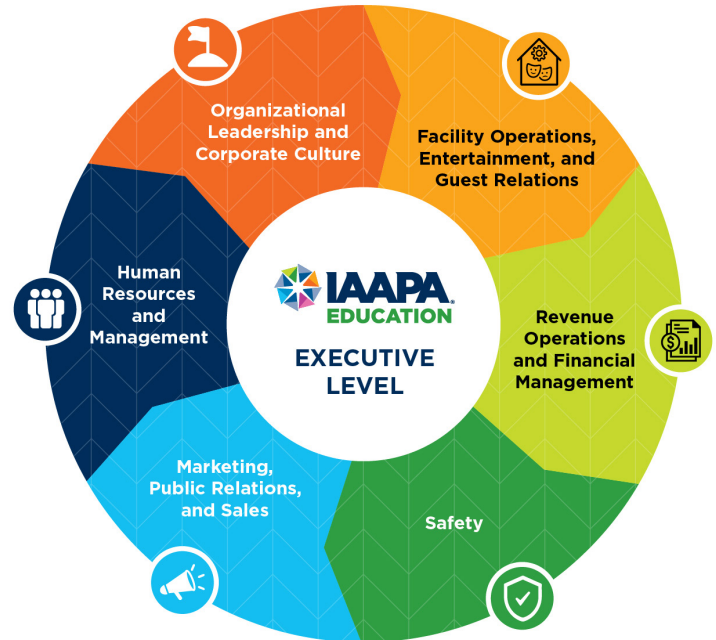 Organizational
Leadership and
Corporate Culture
Facility Operations,
Entertainment, and
Guest Relations
Revenue
Operations
and Financial
Management
Safety
Marketing,
Public Relations,
and Sales
Human
Resources
and
Management
IAAPA.
EDUCATION
EXECUTIVE
LEVEL
$